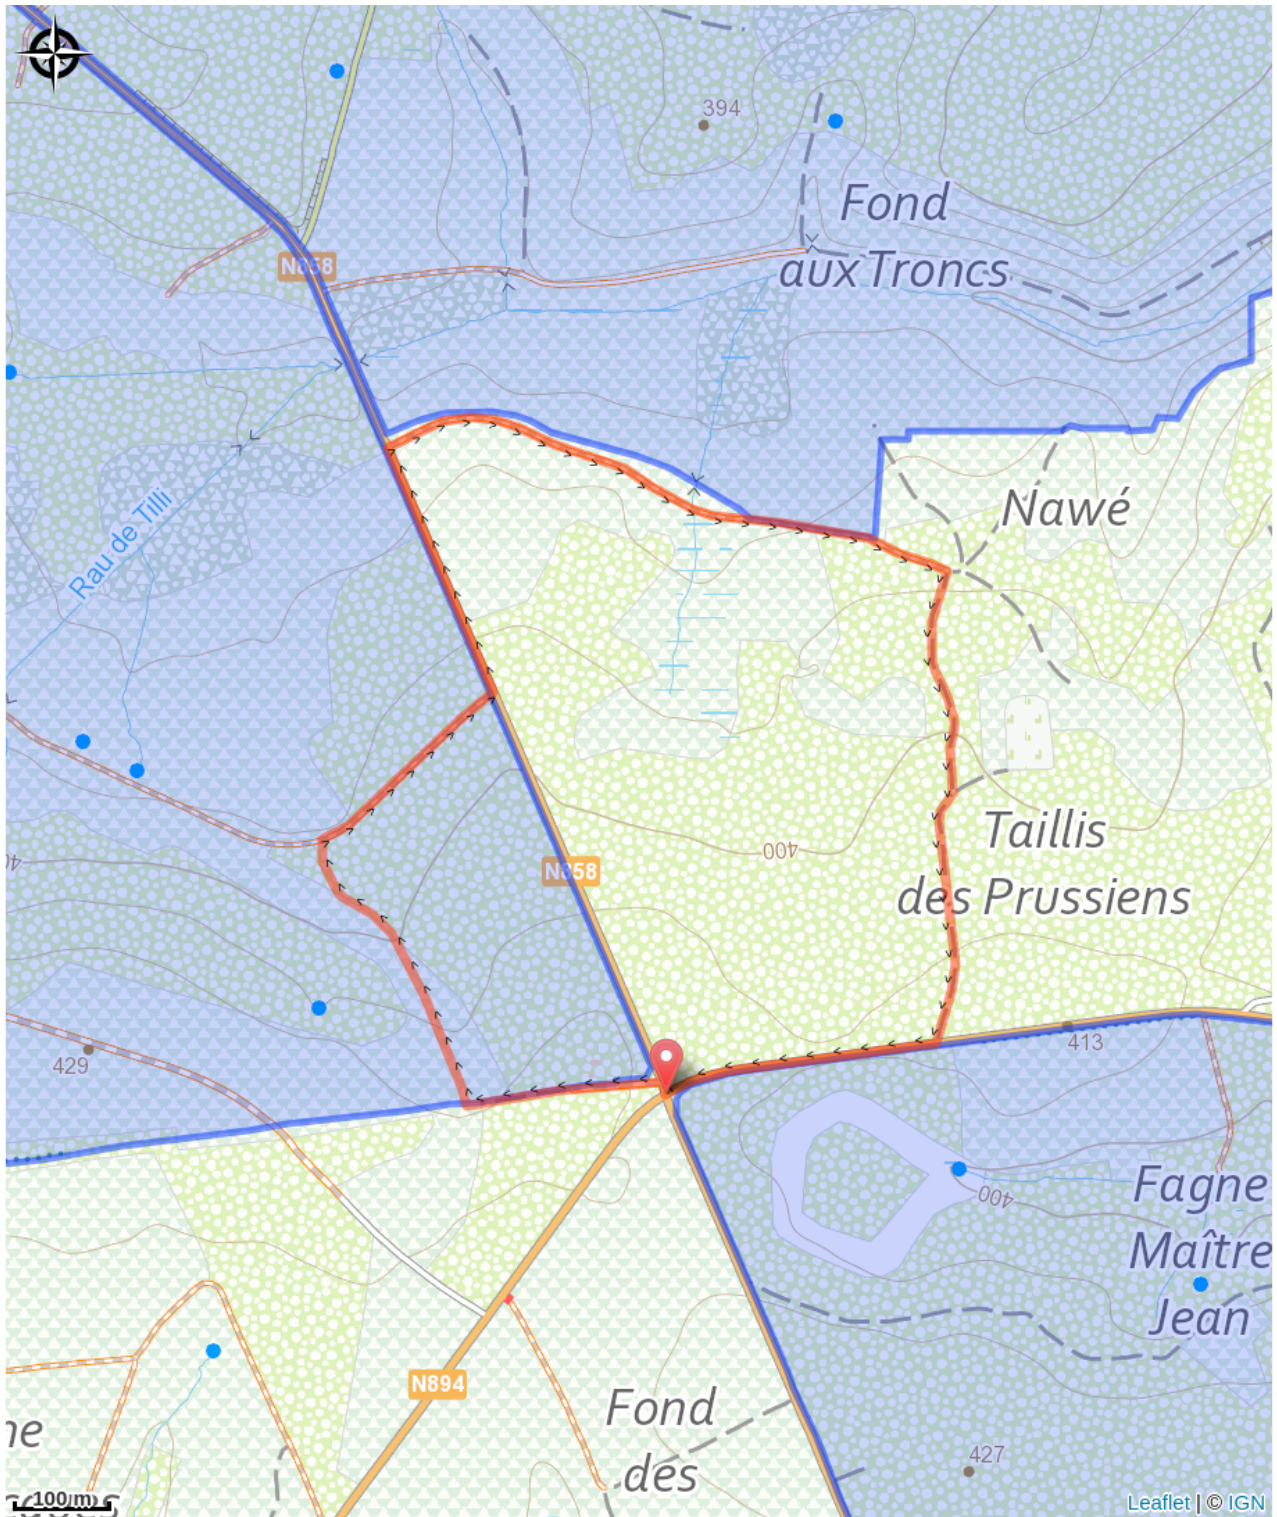 394
Fond
aux Troncs
N858
Nawé
Rau de Tilli
Taillis
des Prussiens
400
N858
413
429
Fagne
Maître
Jean
400
N894
Fond
des
427
100 m
Leaflet | © IGN